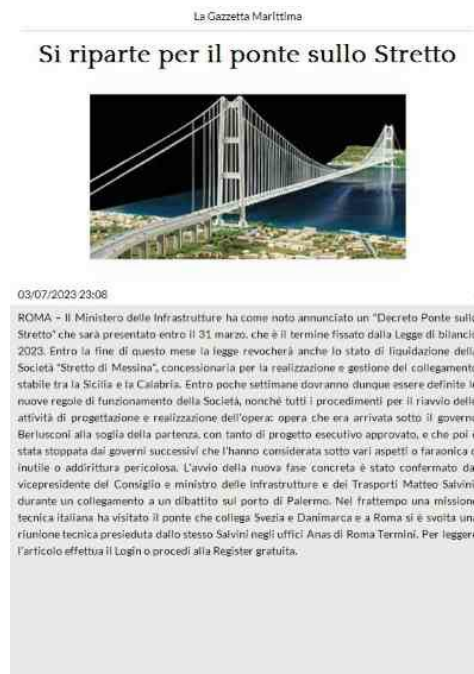 La Gazzetta Marittima
Si riparte per il ponte sullo Stretto
03/07/2023 23:08
ROMA – Il Ministero delle Infrastrutture ha come noto annunciato un "Decreto Ponte sullo
Stretto" che sarà presentato entro il 31 marzo, che è il termine fissato dalla Legge di bilancio
2023. Entro la fine di questo mese la legge revocherà anche lo stato di liquidazione della
Società "Stretto di Messina", concessionaria per la realizzazione e gestione del collegamento
stabile tra la Sicilia e la Calabria. Entro poche settimane dovranno dunque essere definite le
nuove regole di funzionamento della Società, nonché tutti i procedimenti per il riavvio delle
attività di progettazione e realizzazione dell'opera: opera che era arrivata sotto il governo
Berlusconi alla soglia della partenza, con tanto di progetto esecutivo approvato, e che poi è
stata stoppata dai governi successivi che l'hanno considerata sotto vari aspetti o faraonica o
inutile o addirittura pericolosa. L'avvio della nuova fase concreta è stato confermato dal
vicepresidente del Consiglio e ministro delle Infrastrutture e dei Trasporti Matteo Salvini,
durante un collegamento a un dibattito sul porto di Palermo. Nel frattempo una missione
tecnica italiana ha visitato il ponte che collega Svezia e Danimarca e a Roma si è svolta una
riunione tecnica presieduta dallo stesso Salvini negli uffici Anas di Roma Termini. Per leggere
l'articolo effettua il Login o procedi alla Register gratuita.